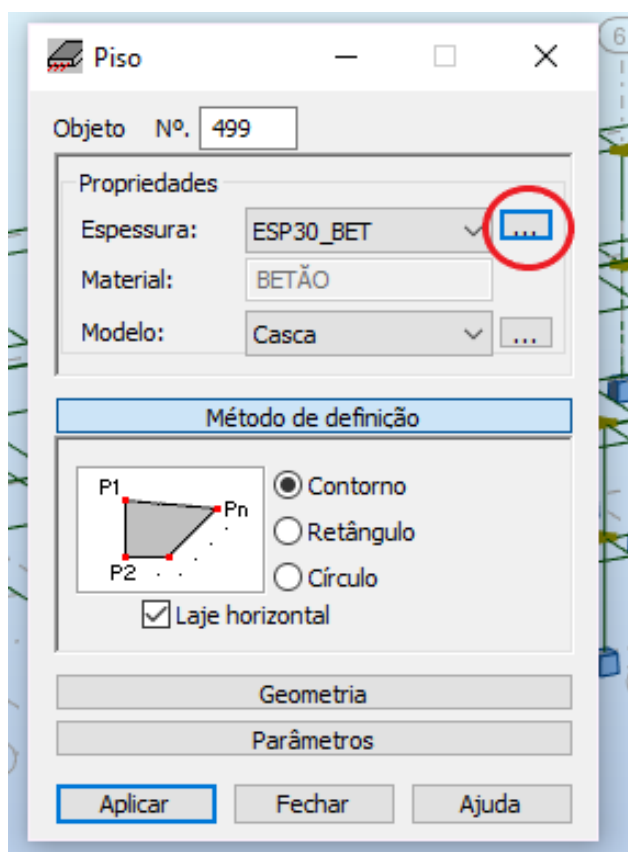 Piso
6
Objeto Nº. 499
Propriedades
Espessura: ESP30_BET ...
Material: BETÃO
Modelo: Casca ...
Método de definição
P1
Pn
P2
Contorno
Retângulo
Círculo
Laje horizontal
Geometria
Parâmetros
Aplicar Fechar Ajuda